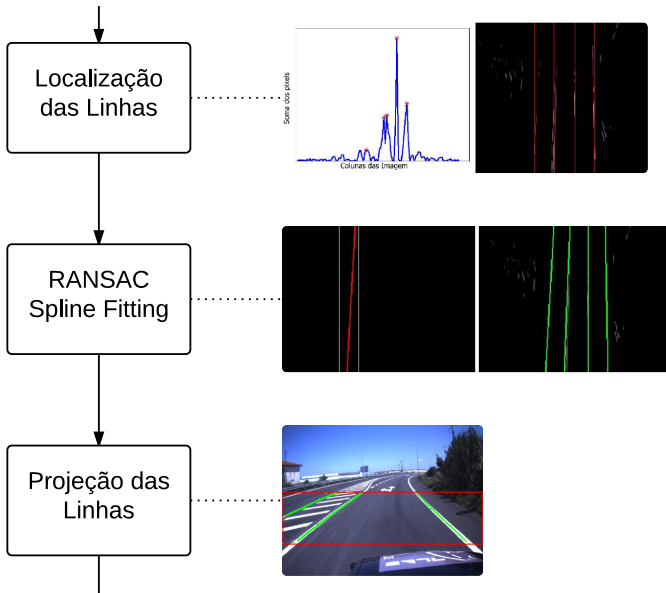 Localização
das Linhas
Soma dos pixels
Colunas das Imagem
RANSAC
Spline Fitting
Projeção das
Linhas